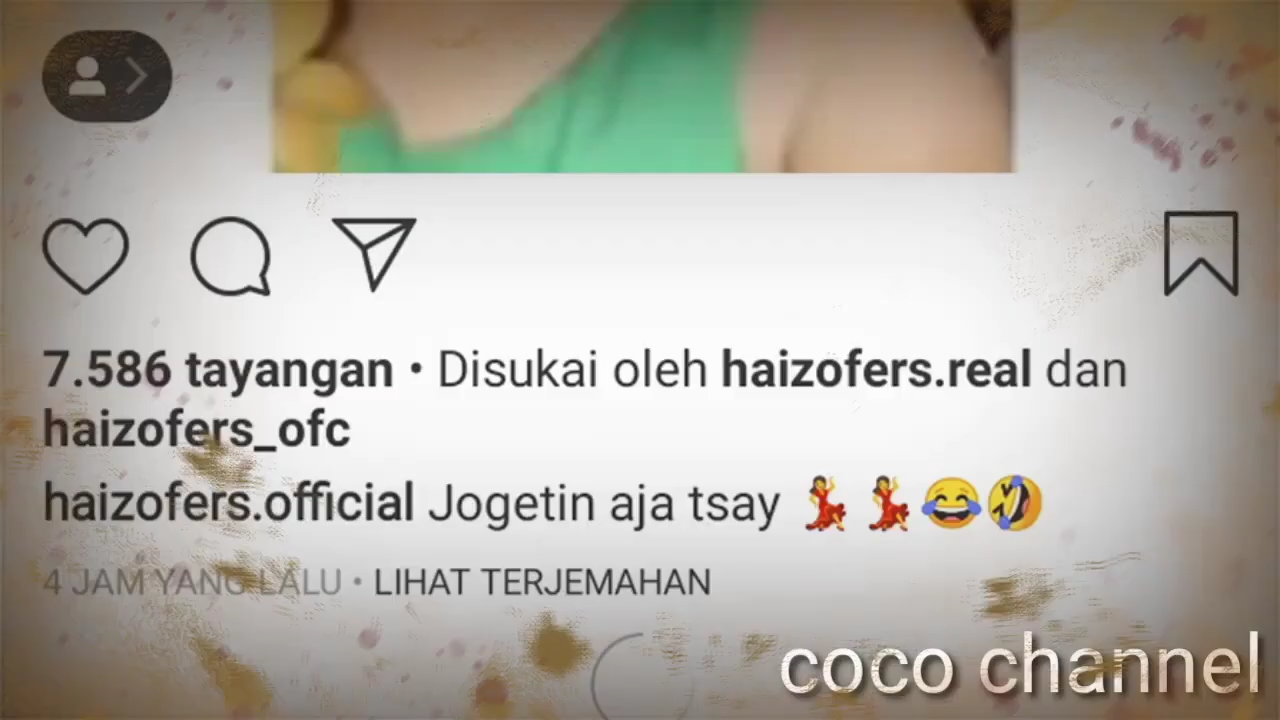 7.586 tayangan • Disukai oleh haizofers.real dan
haizofers_ofc
haizofers.official Jogetin aja tsay 💃💃😂🤣
4 JAM YANG LALU • LIHAT TERJEMAHAN
coco channel